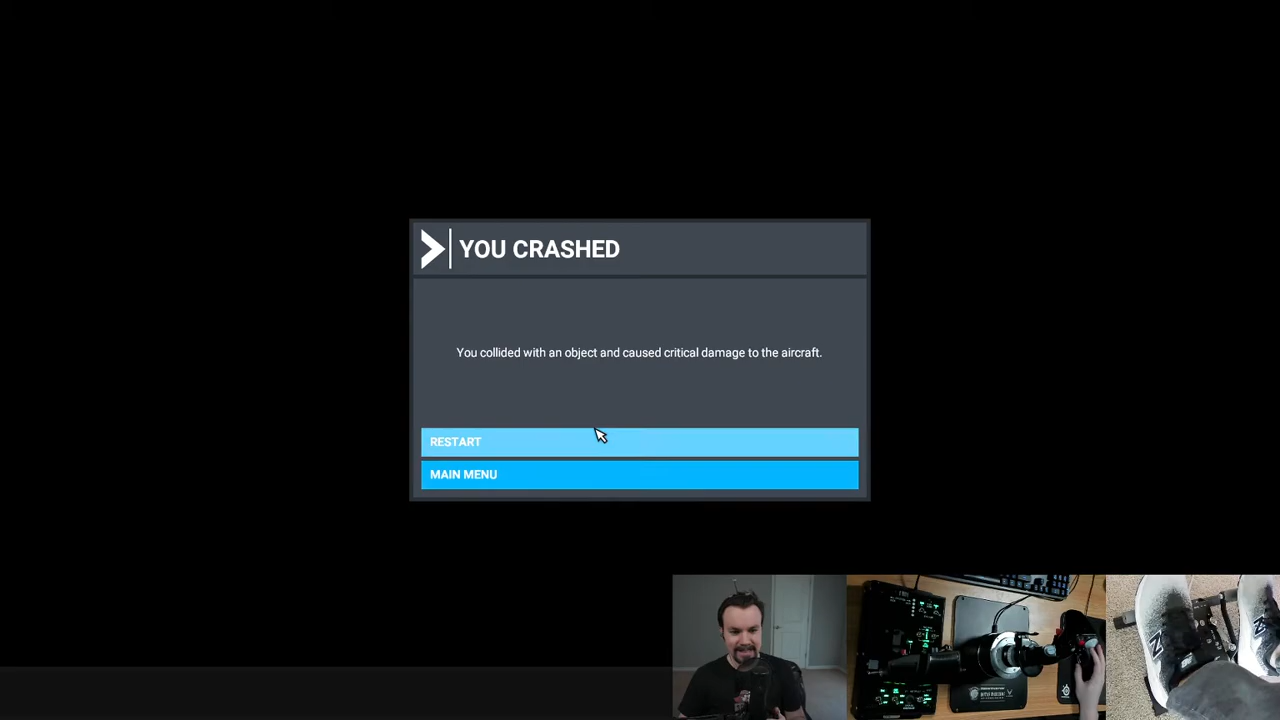 YOU CRASHED
You collided with an object and caused critical damage to the aircraft.
RESTART
MAIN MENU